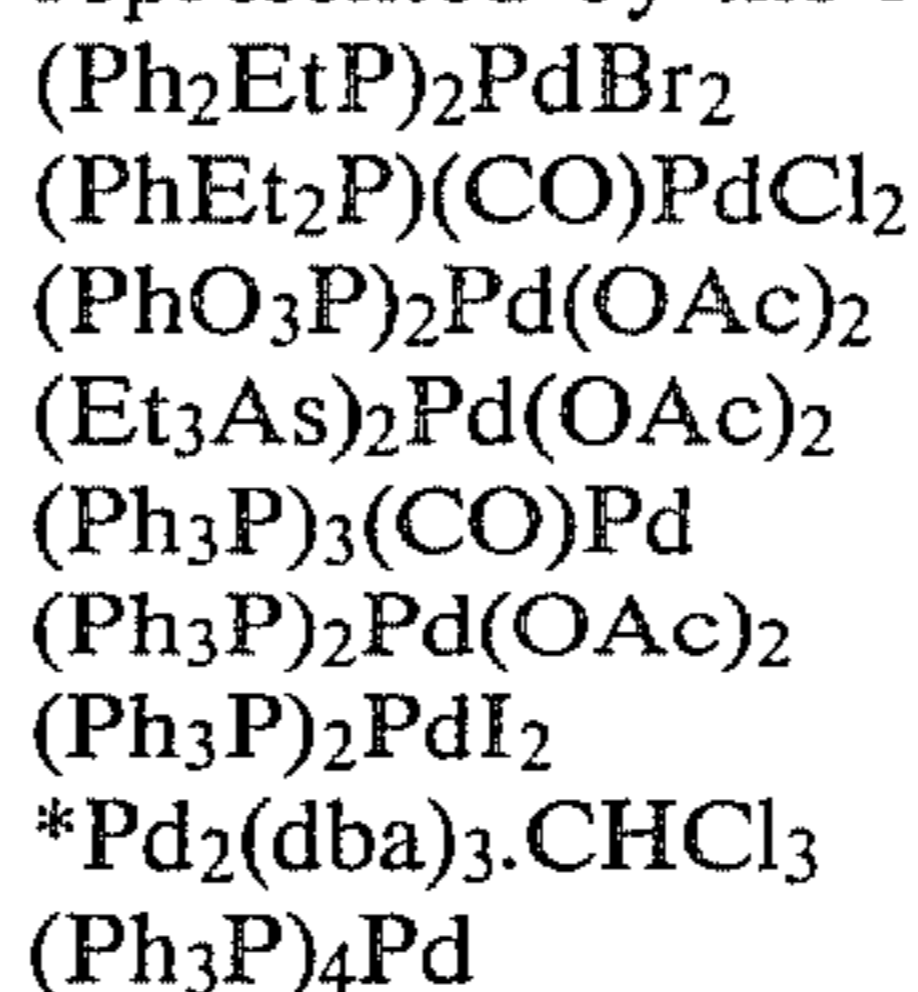 (Ph₂EtP)₂PdBr₂
(PhEt₂P)(CO)PdCl₂
(PhO₃P)₂Pd(OAc)₂
(Et₃As)₂Pd(OAc)₂
(Ph₃P)₃(CO)Pd
(Ph₃P)₂Pd(OAc)₂
(Ph₃P)₂PdI₂
*Pd₂(dba)₃.CHCl₃
(Ph₃P)₄Pd